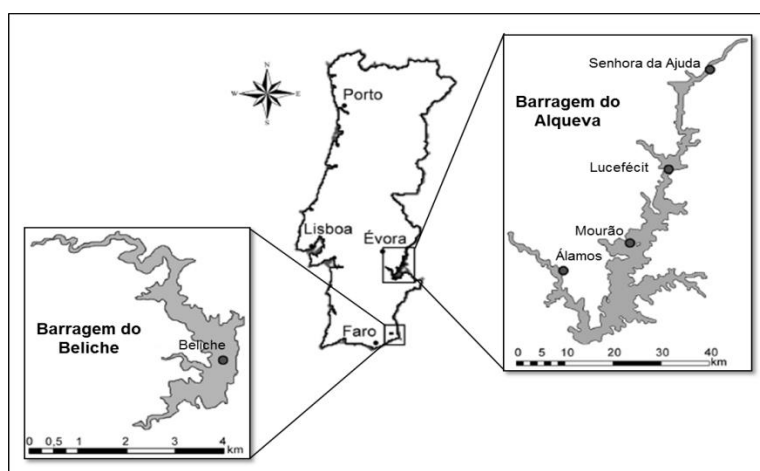 N
W
E
S
Porto
Lisboa
Évora
Faro
Barragem do
Beliche
Beliche
0 0,5 1 2 3 4
km
Senhora da Ajuda
Barragem do
Alqueva
Lucefécit
Mourão
Álamos
0 5 10 20 30 40
km